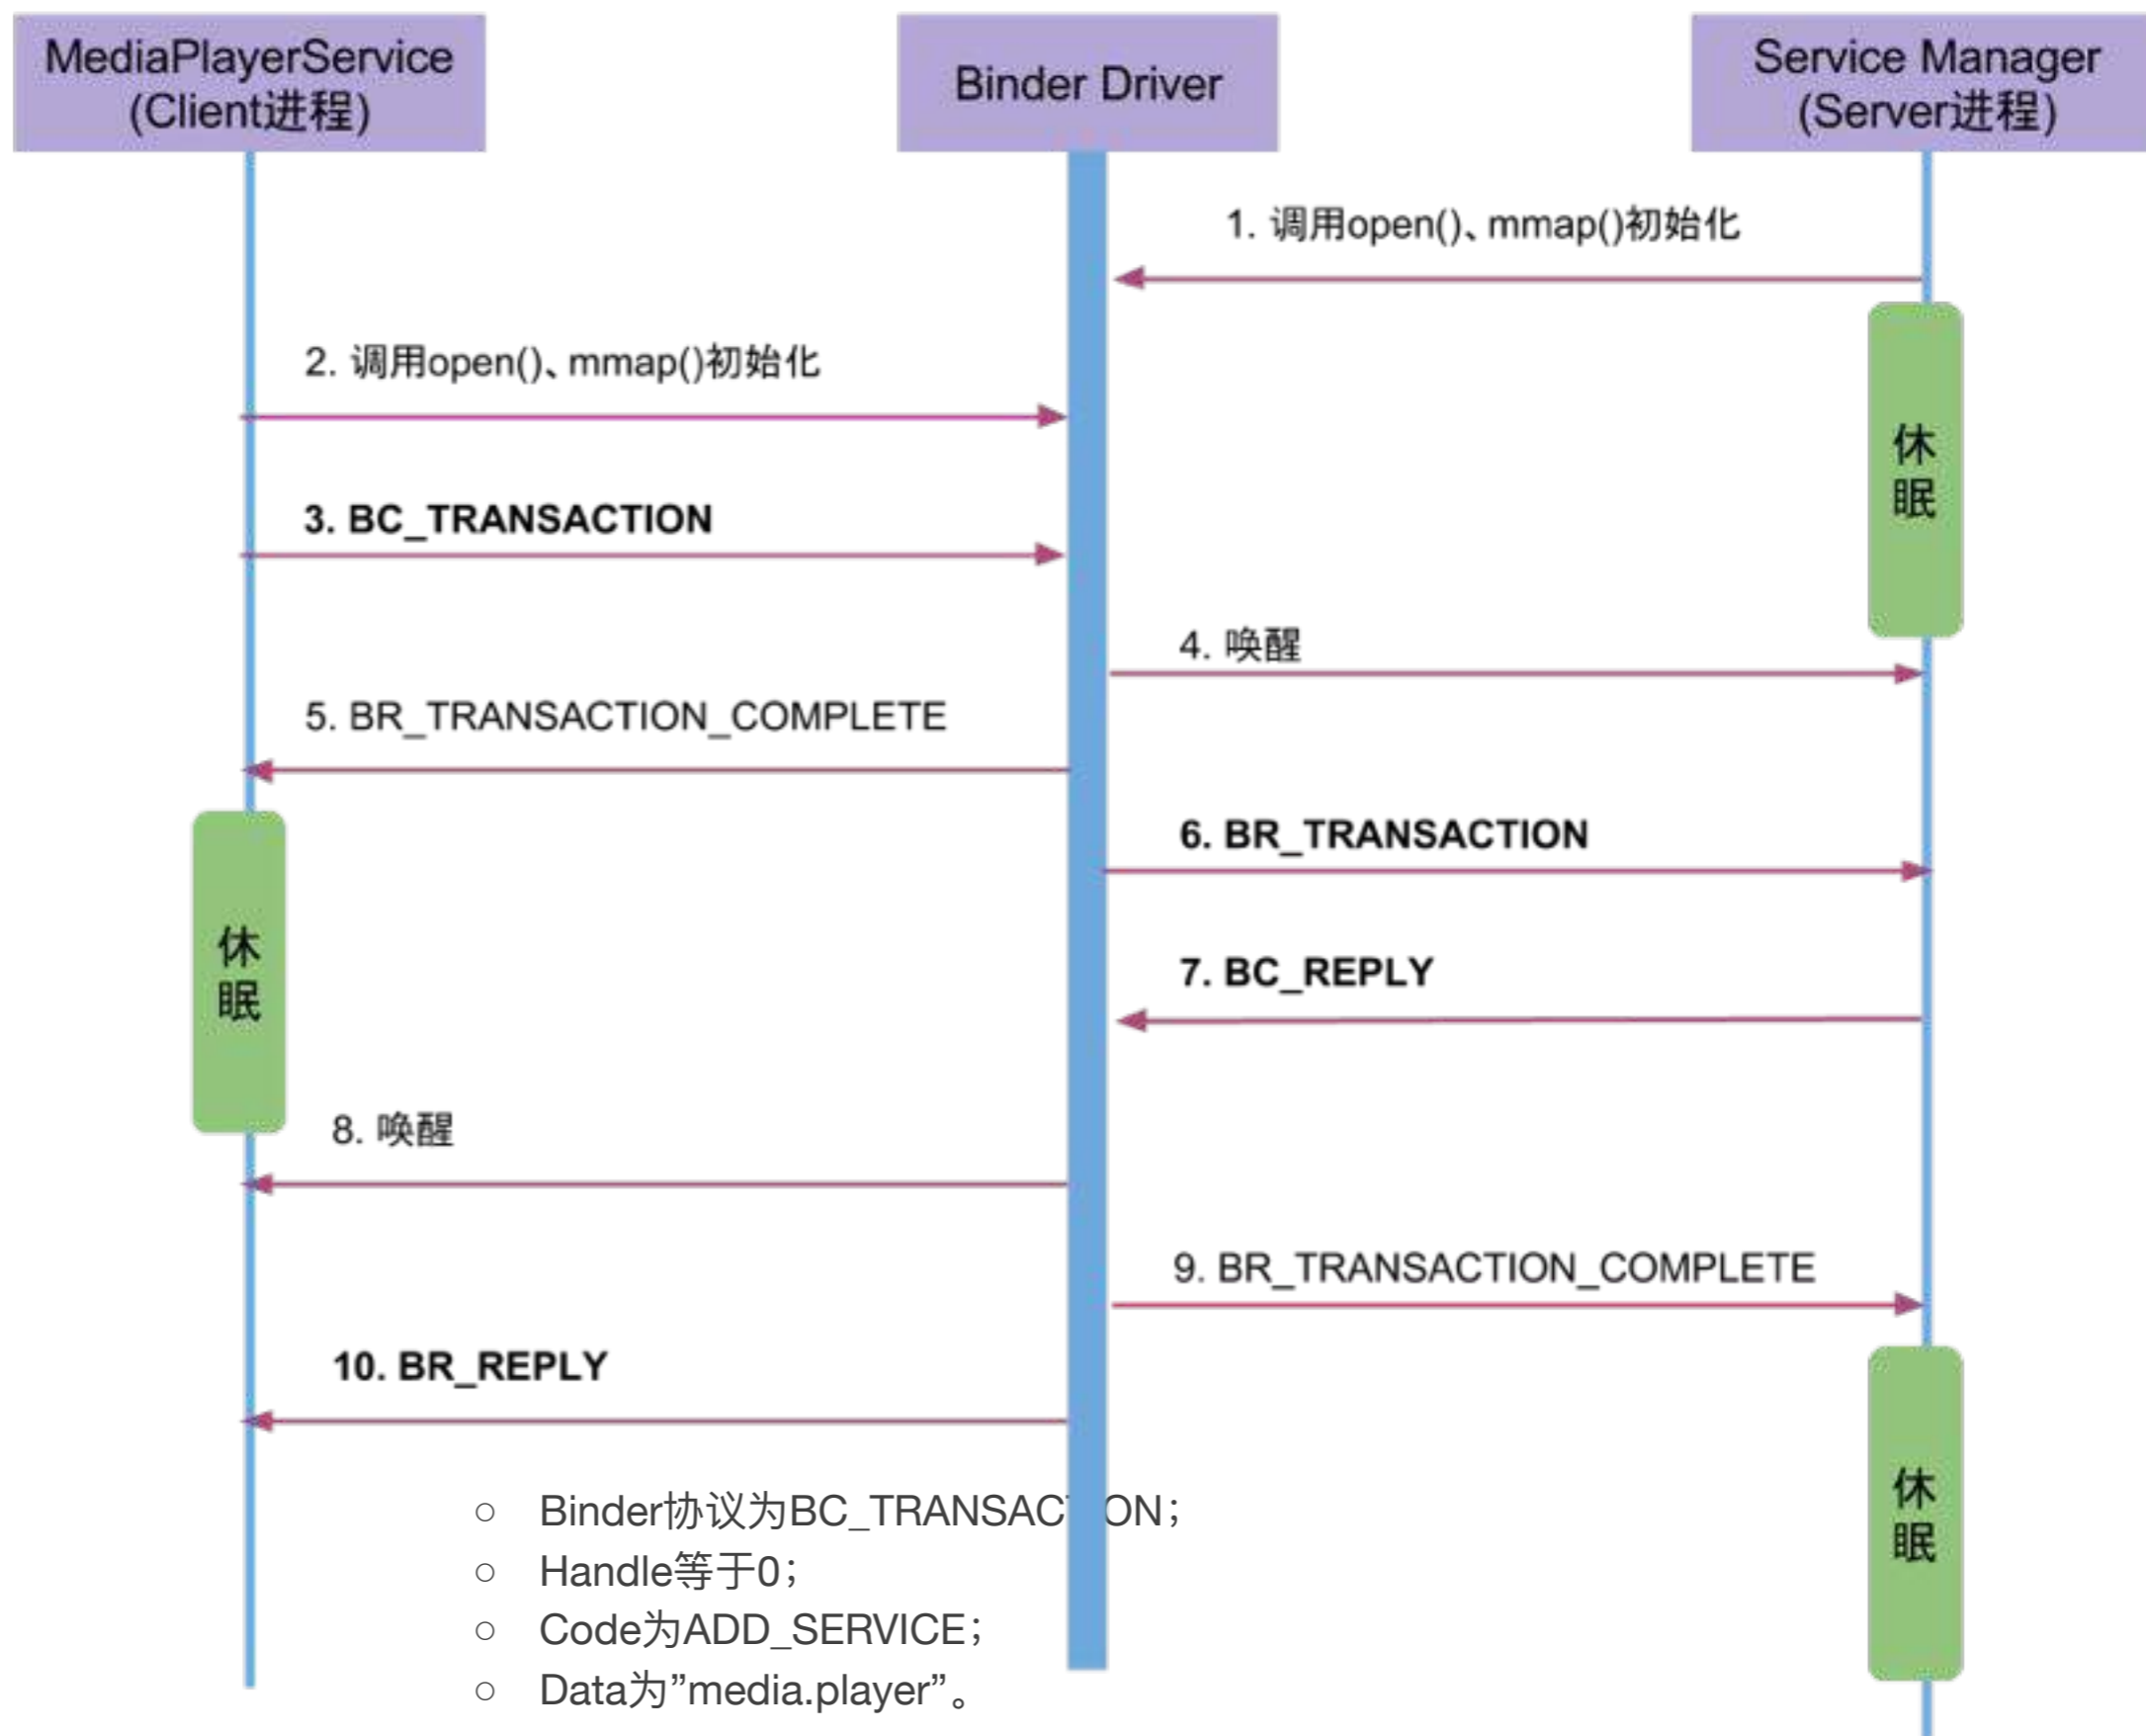 MediaPlayerService
(Client进程)
Binder Driver
Service Manager
(Server进程)
1. 调用open()、mmap()初始化
2. 调用open()、mmap()初始化
休
眠
3. BC_TRANSACTION
4. 唤醒
5. BR_TRANSACTION_COMPLETE
6. BR_TRANSACTION
休
眠
7. BC_REPLY
8. 唤醒
9. BR_TRANSACTION_COMPLETE
10. BR_REPLY
休
眠
○ Binder协议为BC_TRANSACTION；
○ Handle等于0；
○ Code为ADD_SERVICE；
○ Data为”media.player”。